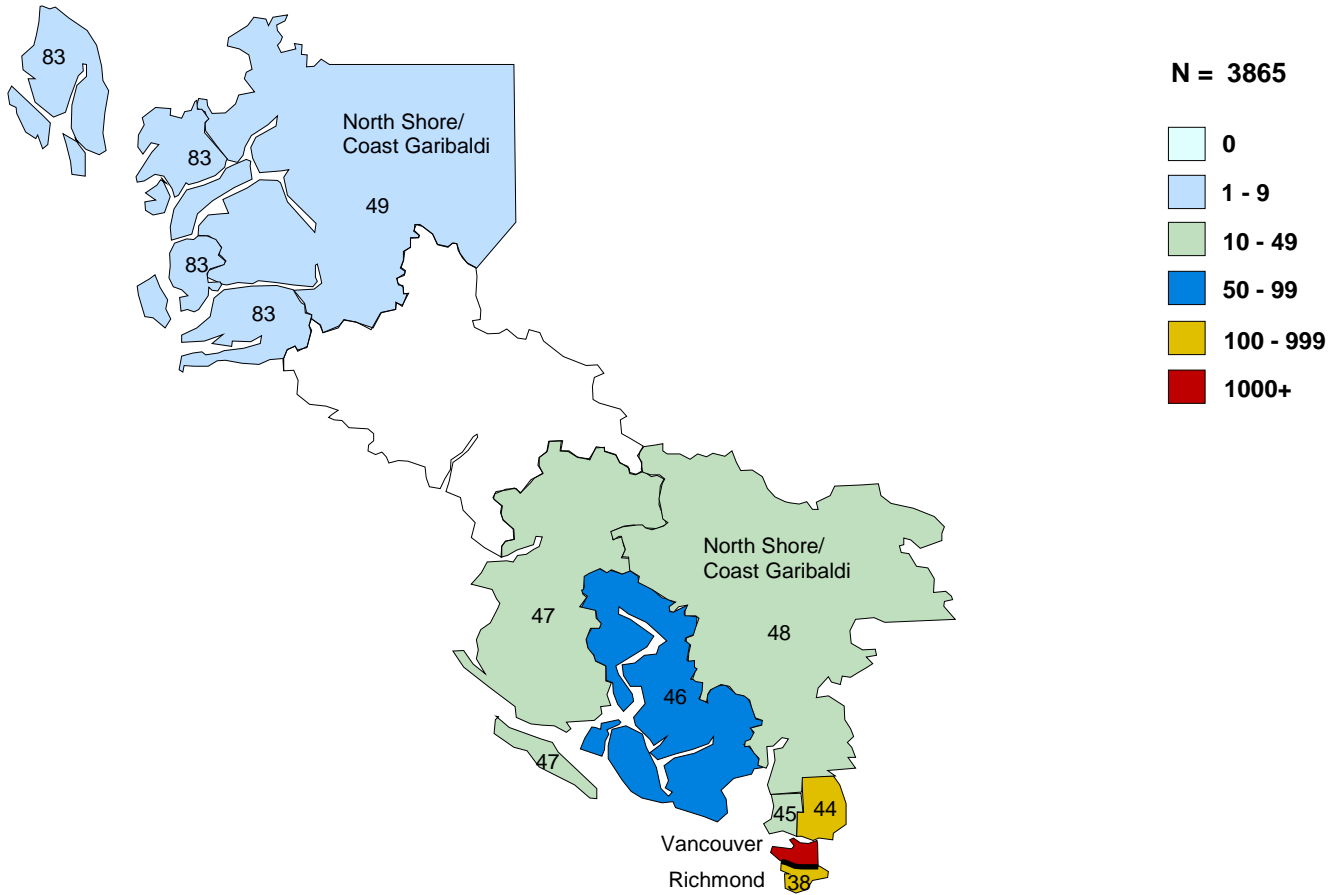 83
N = 3865
North Shore/
Coast Garibaldi
0
83
1 - 9
49
10 - 49
83
50 - 99
83
100 - 999
1000+
North Shore/
Coast Garibaldi
47
48
46
47
45
44
Vancouver
Richmond
38